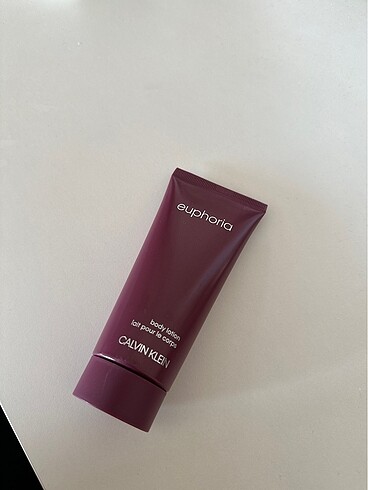 euphoria
body lotion
lait pour le corps
CALVIN KLEIN